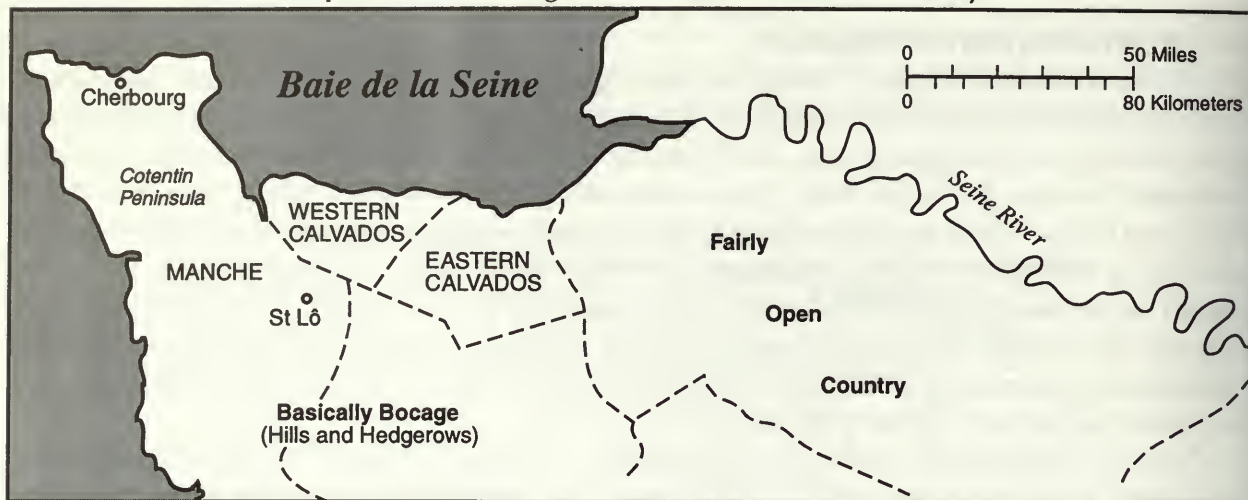 0 50 Miles
0 80 Kilometers
Baie de la Seine
Cherbourg
Cotentin
Peninsula
Seine River
WESTERN
CALVADOS
EASTERN
CALVADOS
MANCHE
St Lô
Fairly
Open
Country
Basically Bocage
(Hills and Hedgerows)